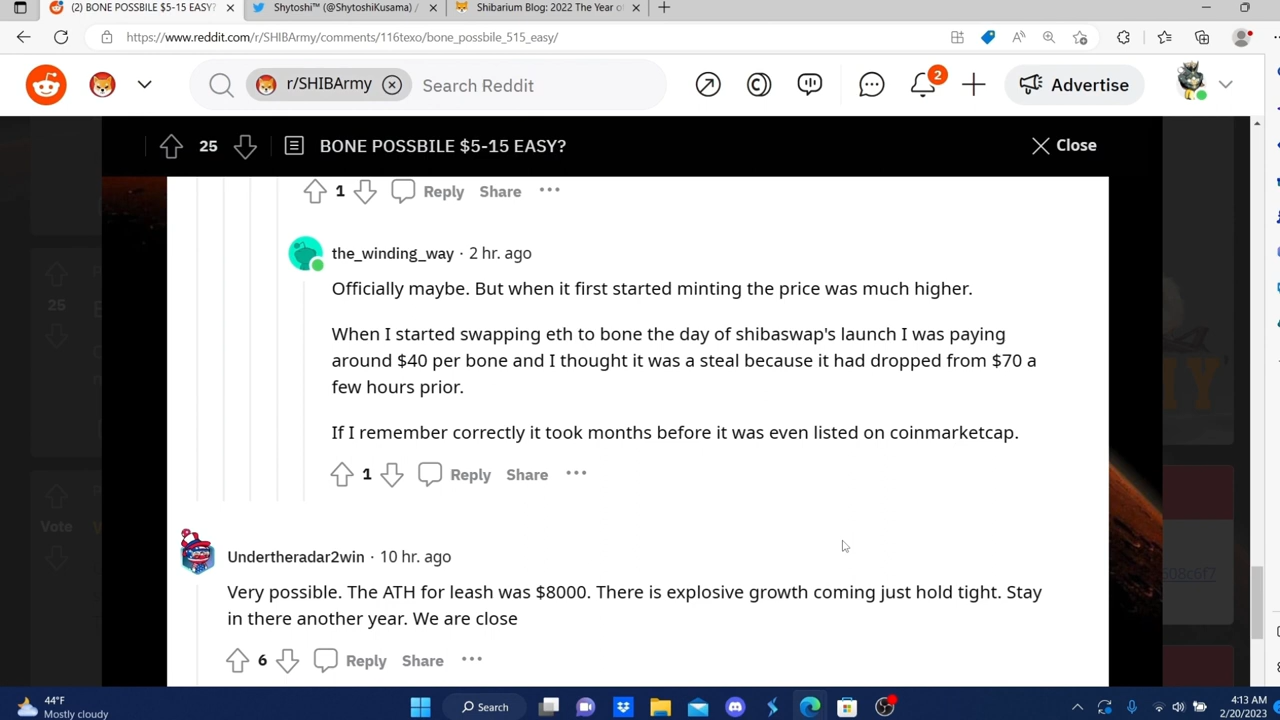 (2) BONE POSSBILE $5-15 EASY?
Shytoshi™ (@ShytoshiKusama) /
Shibarium Blog: 2022 The Year of
https://www.reddit.com/r/SHIBArmy/comments/116texo/bone_possbile_515_easy/
r/SHIBArmy
Search Reddit
2
Advertise
25
BONE POSSBILE $5-15 EASY?
Close
1
Reply
Share
the_winding_way · 2 hr. ago
Officially maybe. But when it first started minting the price was much higher.
When I started swapping eth to bone the day of shibaswap's launch I was paying
around $40 per bone and I thought it was a steal because it had dropped from $70 a
few hours prior.
If I remember correctly it took months before it was even listed on coinmarketcap.
1
Reply
Share
Undertheradar2win · 10 hr. ago
Very possible. The ATH for leash was $8000. There is explosive growth coming just hold tight. Stay
in there another year. We are close
6
Reply
Share
25
Vote
608c6f7
44°F
Mostly cloudy
Search
4:13 AM
2/20/2023